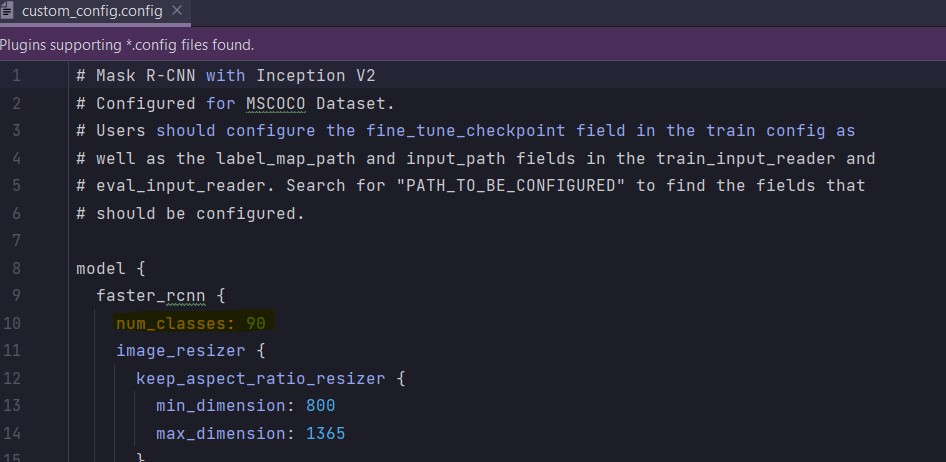 custom_config.config
Plugins supporting *.config files found.
1 # Mask R-CNN with Inception V2
2 # Configured for MSCOCO Dataset.
3 # Users should configure the fine_tune_checkpoint field in the train config as
4 # well as the label_map_path and input_path fields in the train_input_reader and
5 # eval_input_reader. Search for "PATH_TO_BE_CONFIGURED" to find the fields that
6 # should be configured.
7
8 model {
9 faster_rcnn {
10 num_classes: 90
11 image_resizer {
12 keep_aspect_ratio_resizer {
13 min_dimension: 800
14 max_dimension: 1365
15 }